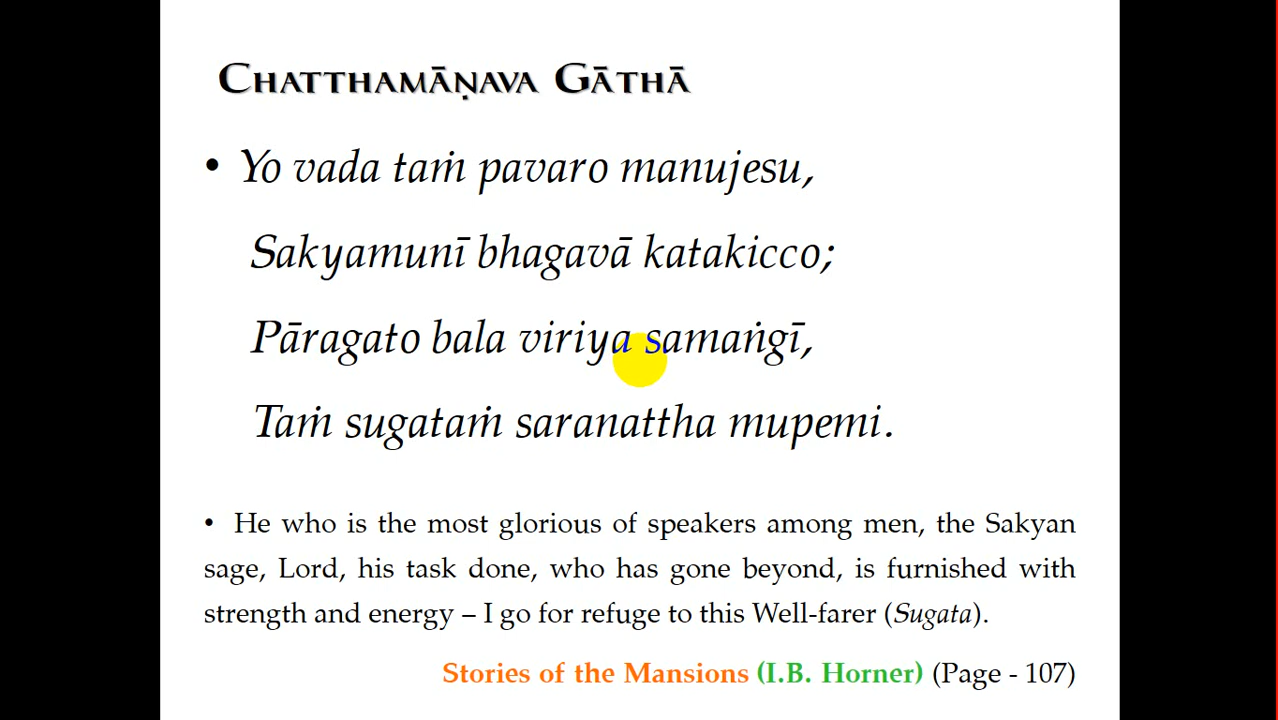 Chatthamāṇava Gāthā
• Yo vada taṁ pavaro manujesu,
Sakyamunī bhagavā katakicco;
Pāragato bala viriya samaṅgī,
Taṁ sugataṁ saranattha mupemi.
• He who is the most glorious of speakers among men, the Sakyan
sage, Lord, his task done, who has gone beyond, is furnished with
strength and energy – I go for refuge to this Well-farer (Sugata).
Stories of the Mansions (I.B. Horner) (Page - 107)